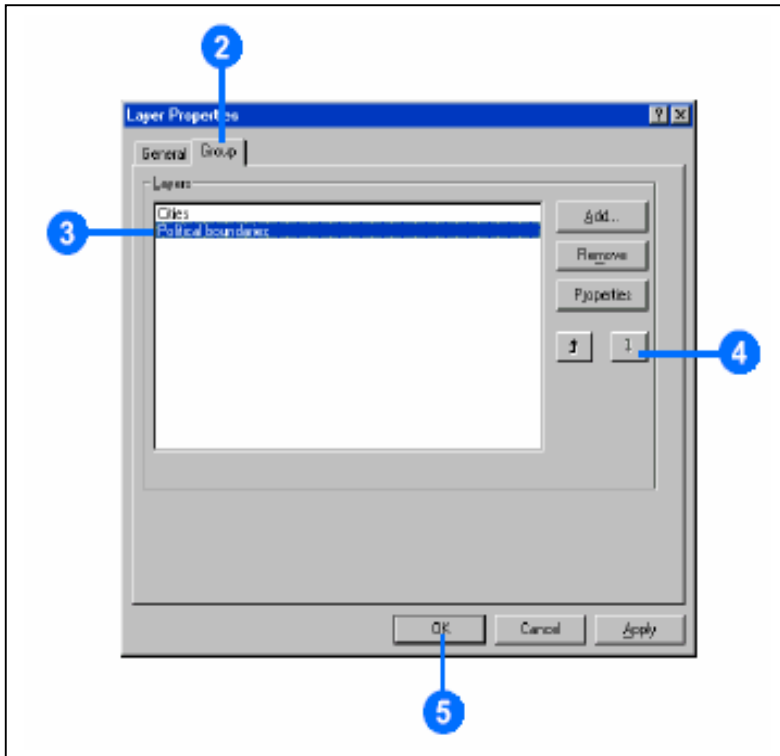 2
Layer Properties
General Group
Layers
Cities
Political boundaries
3
Add...
Remove
Properties
4
OK Cancel Apply
5